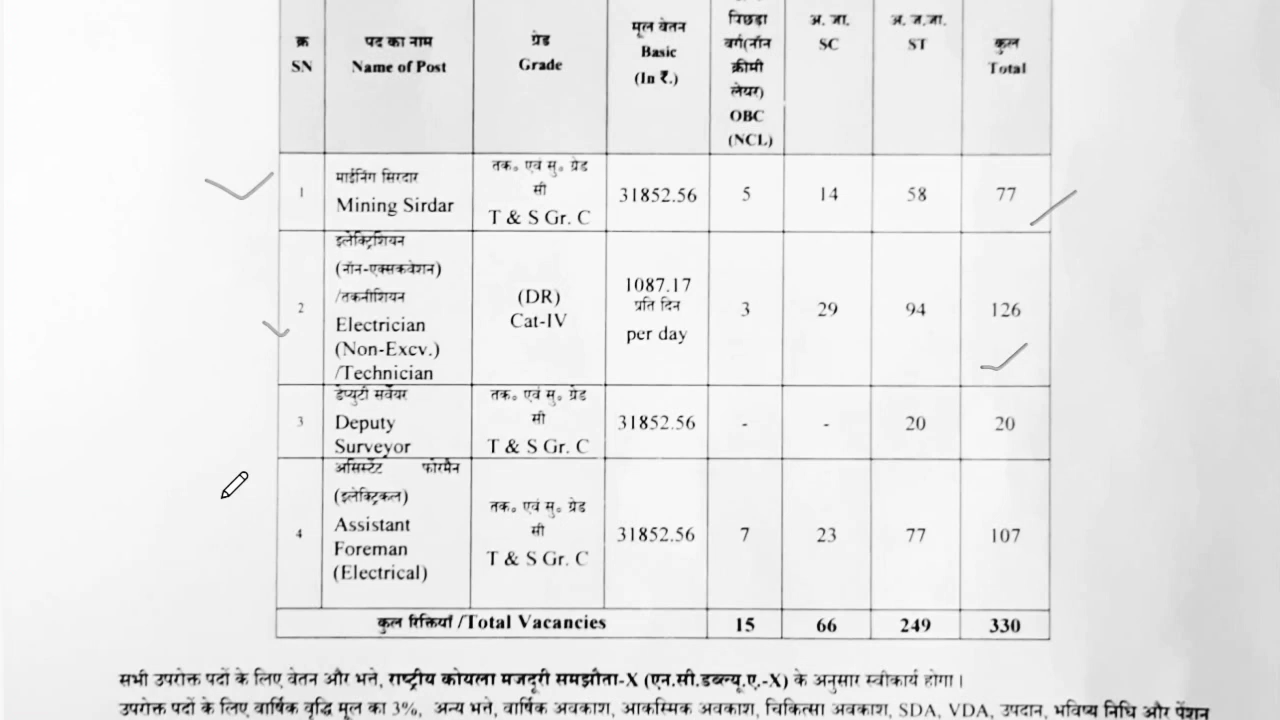 पिछड़ा
वर्ग(नॉन
क्रीमी
लेयर)
OBC
(NCL)
क्र
SN
पद का नाम
Name of Post
ग्रेड
Grade
मूल वेतन
Basic
(In ₹.)
अ. जा.
SC
अ. ज.जा.
ST
कुल
Total
1
माईनिंग सिरदार
Mining Sirdar
तक. एवं सु. ग्रेड
सी
T & S Gr. C
31852.56
5
14
58
77
2
इलेक्ट्रिशियन
(नॉन-एक्सकवेशन)
/तकनीशियन
Electrician
(Non-Excv.)
/Technician
(DR)
Cat-IV
1087.17
प्रति दिन
per day
3
29
94
126
3
डेप्युटी सर्वेयर
Deputy
Surveyor
तक. एवं सु. ग्रेड
सी
T & S Gr. C
31852.56
-
-
20
20
4
असिस्टेंट फोरमैन
(इलेक्ट्रिकल)
Assistant
Foreman
(Electrical)
तक. एवं सु. ग्रेड
सी
T & S Gr. C
31852.56
7
23
77
107
कुल रिक्तियाँ /Total Vacancies
15
66
249
330
सभी उपरोक्त पदों के लिए वेतन और भत्ते, राष्ट्रीय कोयला मजदूरी समझौता-X (एन.सी.डब्ल्यू.ए.-X) के अनुसार स्वीकार्य होगा।
उपरोक्त पदों के लिए वार्षिक वृद्धि मूल का 3%, अन्य भत्ते, वार्षिक अवकाश, आकस्मिक अवकाश, चिकित्सा अवकाश, SDA, VDA, उपदान, भविष्य निधि और पेंशन